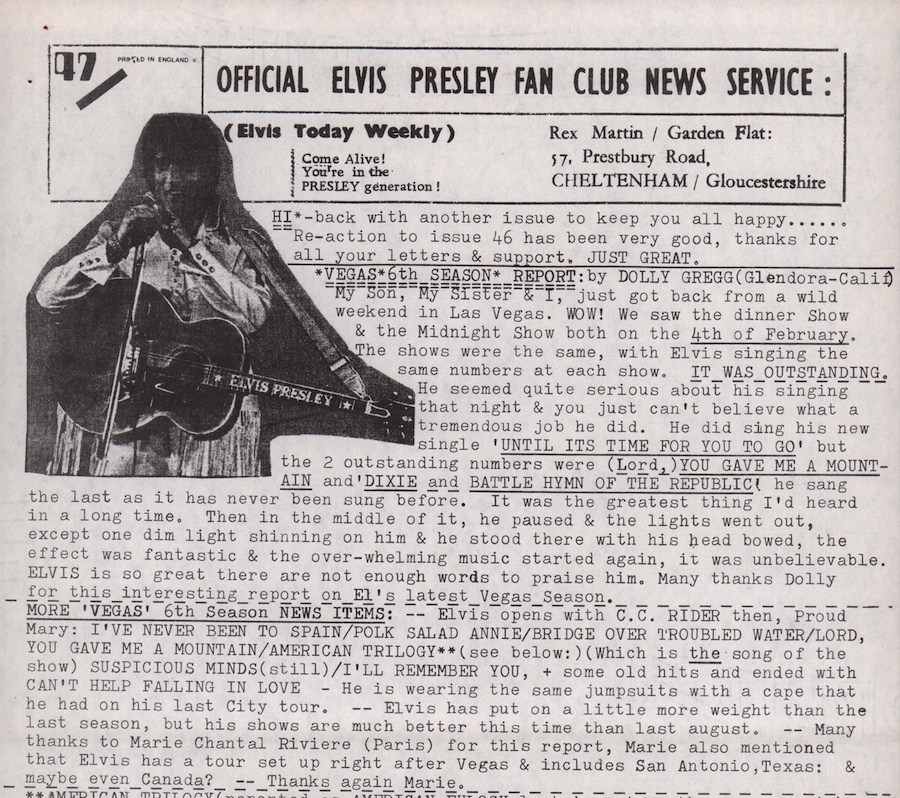 47
PRINTED IN ENGLAND ©
OFFICIAL ELVIS PRESLEY FAN CLUB NEWS SERVICE :
(Elvis Today Weekly)
Come Alive!
You're in the
PRESLEY generation !
Rex Martin / Garden Flat:
57, Prestbury Road,
CHELTENHAM / Gloucestershire
ELVIS PRESLEY
HI*-back with another issue to keep you all happy......
Re-action to issue 46 has been very good, thanks for
all your letters & support. JUST GREAT.
*VEGAS*6th SEASON* REPORT:by DOLLY GREGG(Glendora-Calif)
My Son, My Sister & I, just got back from a wild
weekend in Las Vegas. WOW! We saw the dinner Show
& the Midnight Show both on the 4th of February.
The shows were the same, with Elvis singing the
same numbers at each show. IT WAS OUTSTANDING.
He seemed quite serious about his singing
that night & you just can't believe what a
tremendous job he did. He did sing his new
single 'UNTIL ITS TIME FOR YOU TO GO' but
the 2 outstanding numbers were (Lord,)YOU GAVE ME A MOUNT-
AIN and'DIXIE and BATTLE HYMN OF THE REPUBLIC( he sang
the last as it has never been sung before. It was the greatest thing I'd heard
in a long time. Then in the middle of it, he paused & the lights went out,
except one dim light shinning on him & he stood there with his head bowed, the
effect was fantastic & the over-whelming music started again, it was unbelievable.
ELVIS is so great there are not enough words to praise him. Many thanks Dolly
for this interesting report on El's latest Vegas Season.
MORE 'VEGAS' 6th Season NEWS ITEMS: -- Elvis opens with C.C. RIDER then, Proud
Mary: I'VE NEVER BEEN TO SPAIN/POLK SALAD ANNIE/BRIDGE OVER TROUBLED WATER/LORD,
YOU GAVE ME A MOUNTAIN/AMERICAN TRILOGY**(see below:)(Which is the song of the
show) SUSPICIOUS MINDS(still)/I'LL REMEMBER YOU, + some old hits and ended with
CAN'T HELP FALLING IN LOVE - He is wearing the same jumpsuits with a cape that
he had on his last City tour. -- Elvis has put on a little more weight than the
last season, but his shows are much better this time than last august. -- Many
thanks to Marie Chantal Riviere (Paris) for this report, Marie also mentioned
that Elvis has a tour set up right after Vegas & includes San Antonio,Texas: &
maybe even Canada? -- Thanks again Marie.
**AMERICAN TRILOGY(reported as AMERICAN